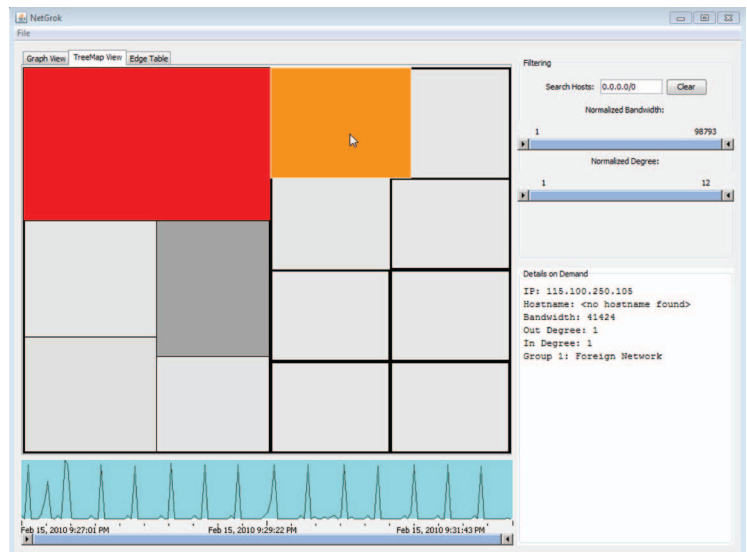 NetGrok
File
Graph View TreeMap View Edge Table
Filtering
Search Hosts: 0.0.0.0/0 Clear
Normalized Bandwidth:
1 98793
Normalized Degree:
1 12
Details on Demand
IP: 115.100.250.105
Hostname: <no hostname found>
Bandwidth: 41424
Out Degree: 1
In Degree: 1
Group 1: Foreign Network
Feb 15, 2010 9:27:01 PM Feb 15, 2010 9:29:22 PM Feb 15, 2010 9:31:43 PM